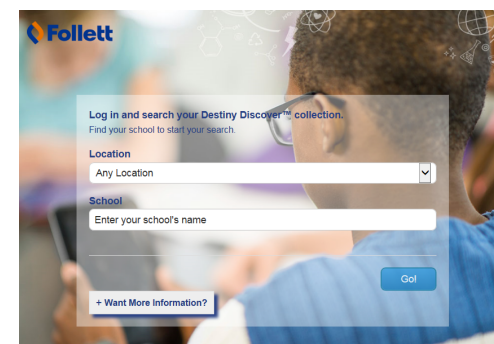 Follett
Log in and search your Destiny Discover™ collection.
Find your school to start your search.
Location
Any Location
School
Enter your school's name
Go!
+ Want More Information?